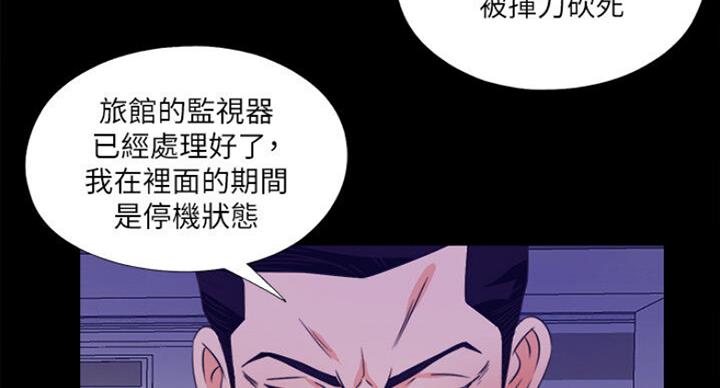 被揮刀砍死
旅館的監視器
已經處理好了，
我在裡面的期間
是停機狀態